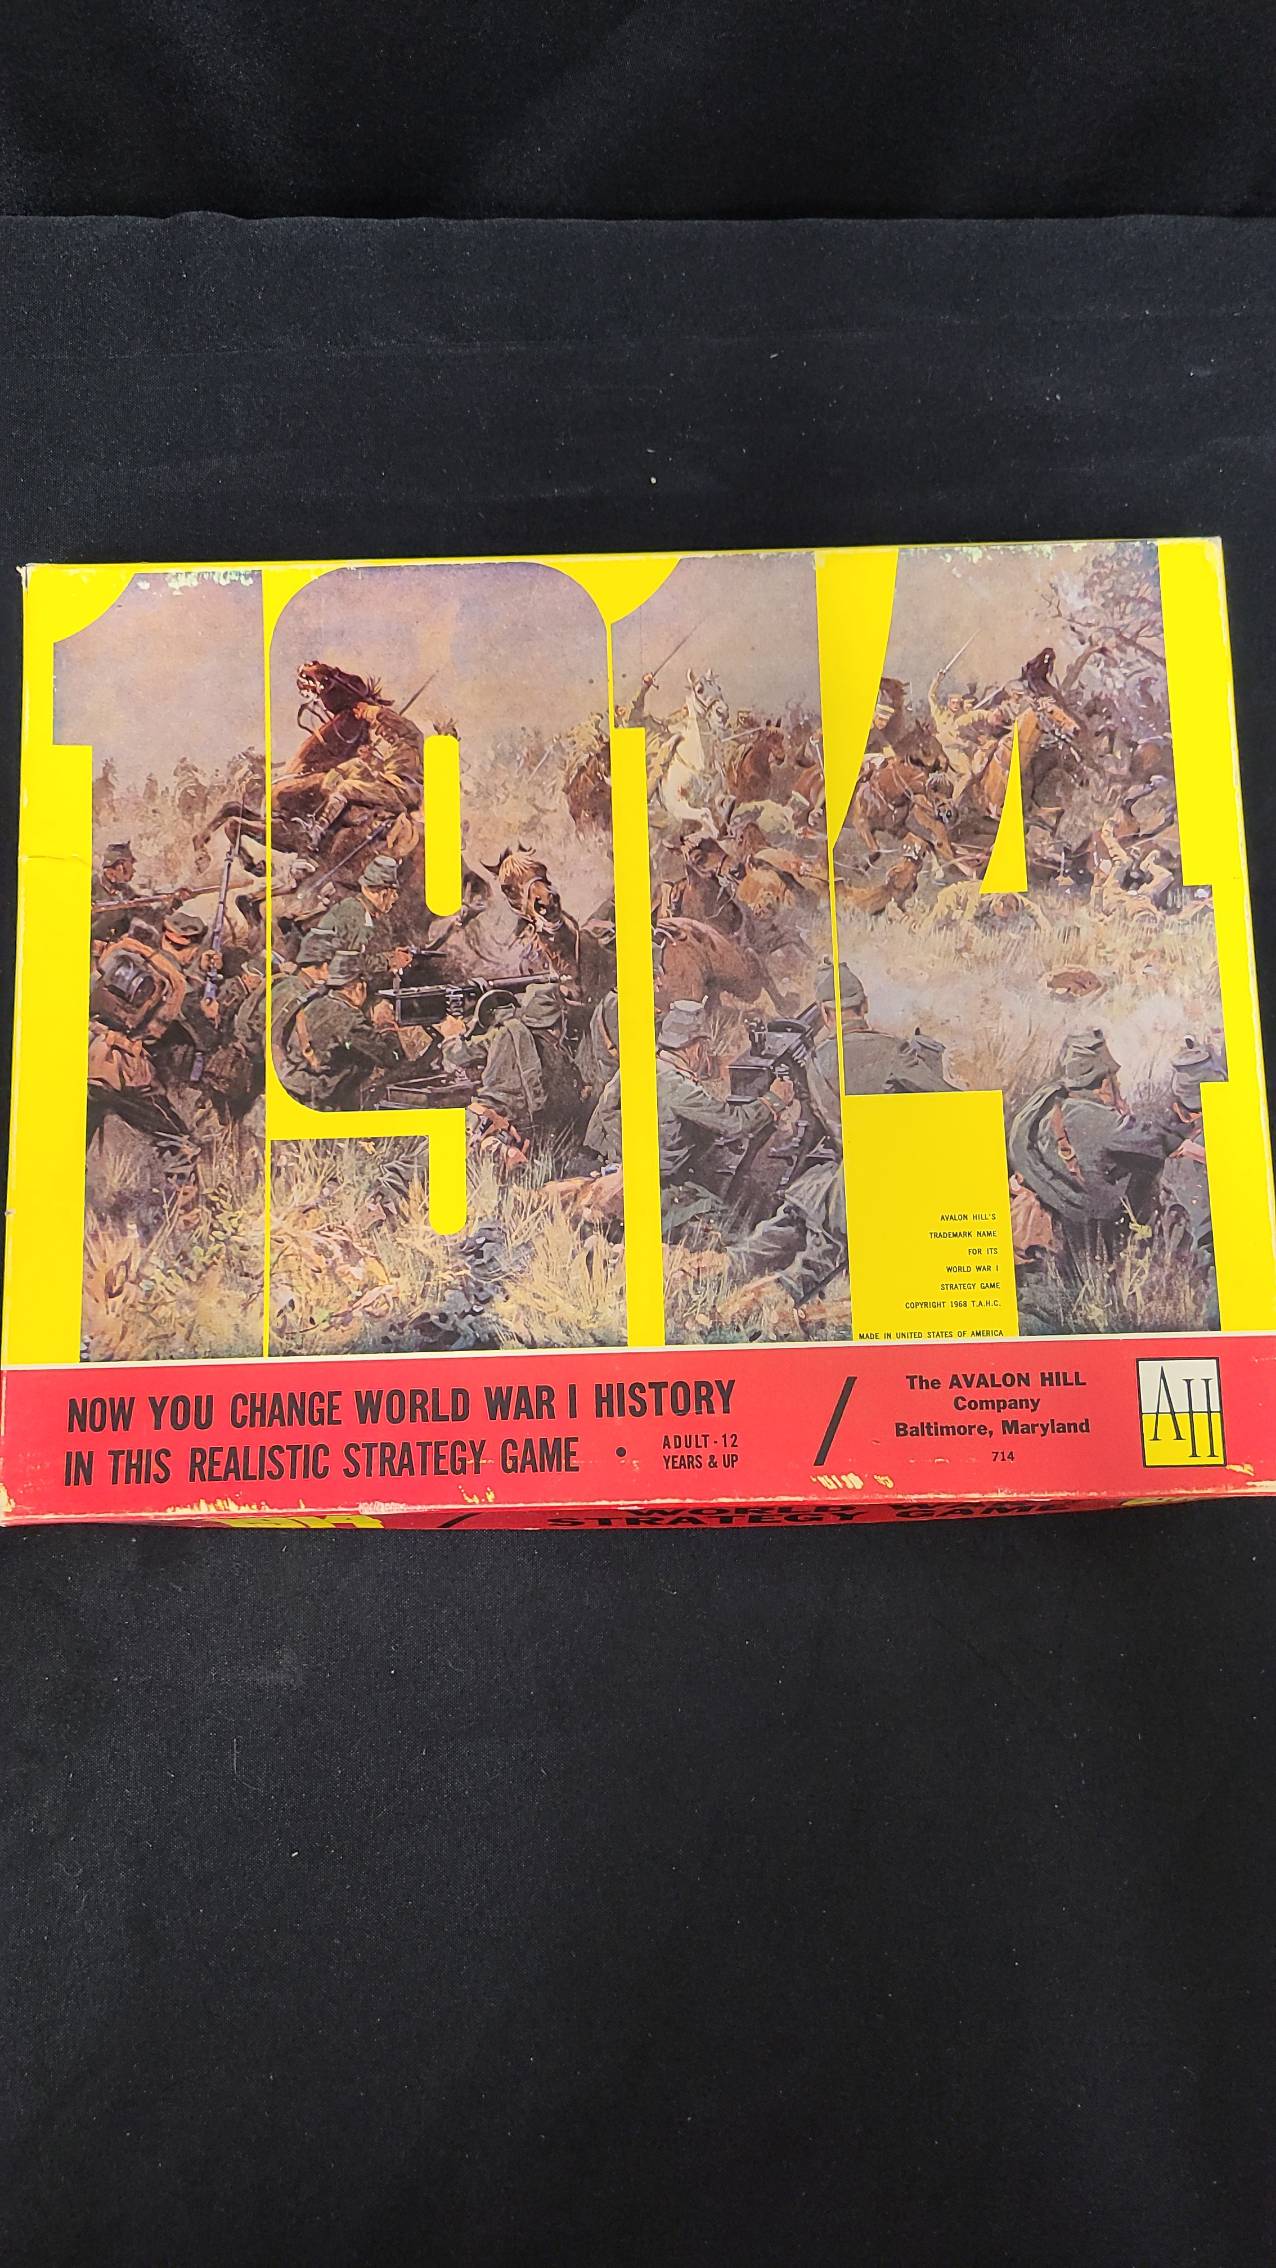 1914
AVALON HILL'S
TRADEMARK NAME
FOR ITS
WORLD WAR I
STRATEGY GAME
COPYRIGHT 1968 T.A.H.C.
MADE IN UNITED STATES OF AMERICA
NOW YOU CHANGE WORLD WAR I HISTORY
IN THIS REALISTIC STRATEGY GAME • ADULT - 12
YEARS & UP
/
The AVALON HILL
Company
Baltimore, Maryland
714
AH
/
WORLD WAR I
STRATEGY GAME